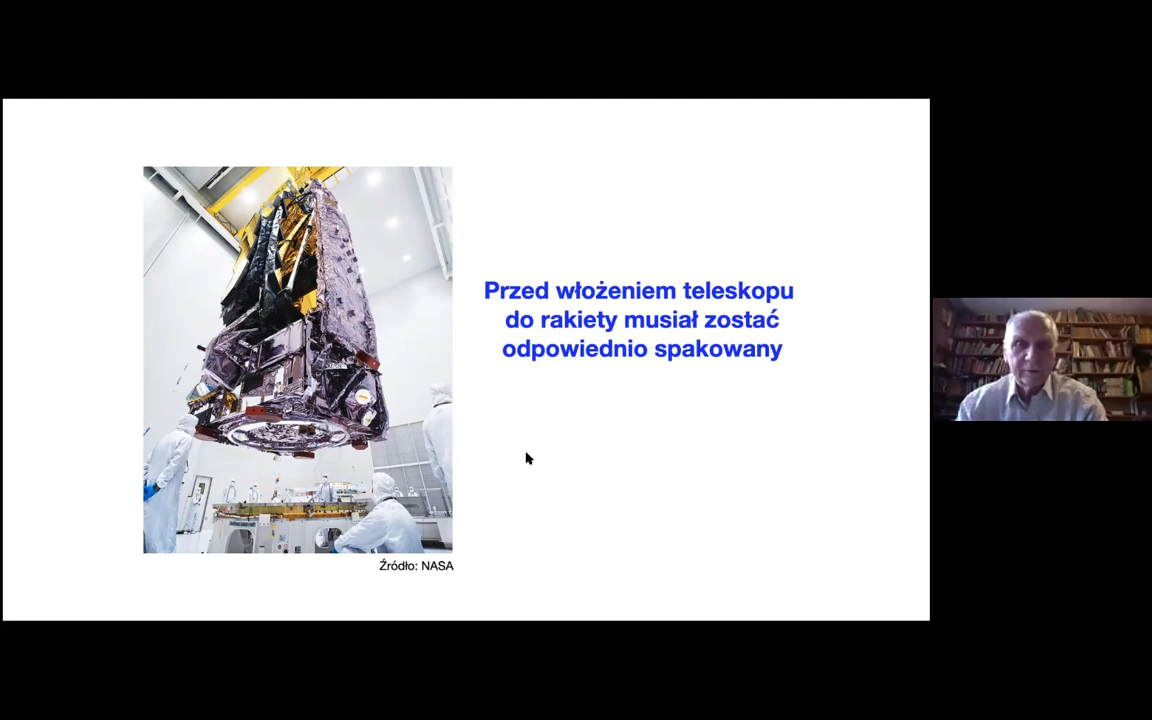 Przed włożeniem teleskopu
do rakiety musiał zostać
odpowiednio spakowany
Źródło: NASA